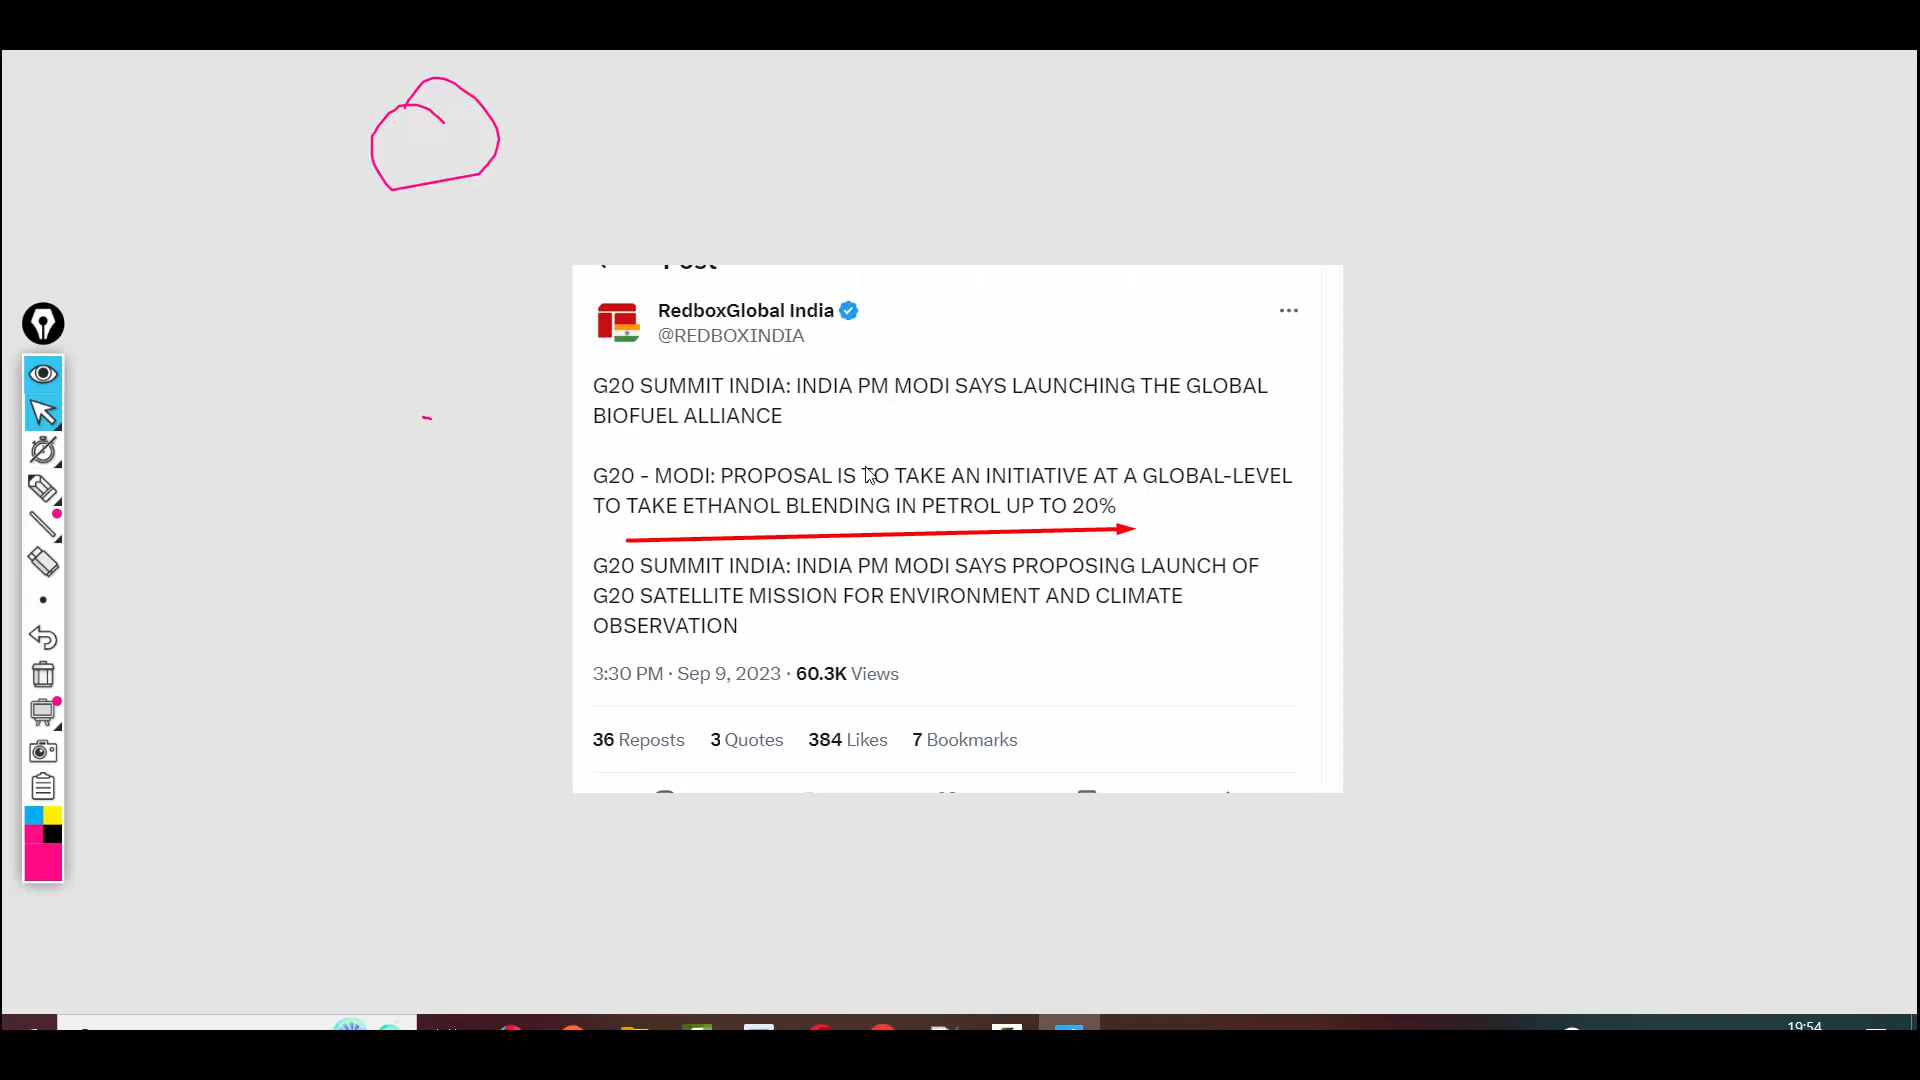 Post
RedboxGlobal India
@REDBOXINDIA
G20 SUMMIT INDIA: INDIA PM MODI SAYS LAUNCHING THE GLOBAL
BIOFUEL ALLIANCE
G20 - MODI: PROPOSAL IS TO TAKE AN INITIATIVE AT A GLOBAL-LEVEL
TO TAKE ETHANOL BLENDING IN PETROL UP TO 20%
G20 SUMMIT INDIA: INDIA PM MODI SAYS PROPOSING LAUNCH OF
G20 SATELLITE MISSION FOR ENVIRONMENT AND CLIMATE
OBSERVATION
3:30 PM · Sep 9, 2023 · 60.3K Views
36 Reposts 3 Quotes 384 Likes 7 Bookmarks
19:54